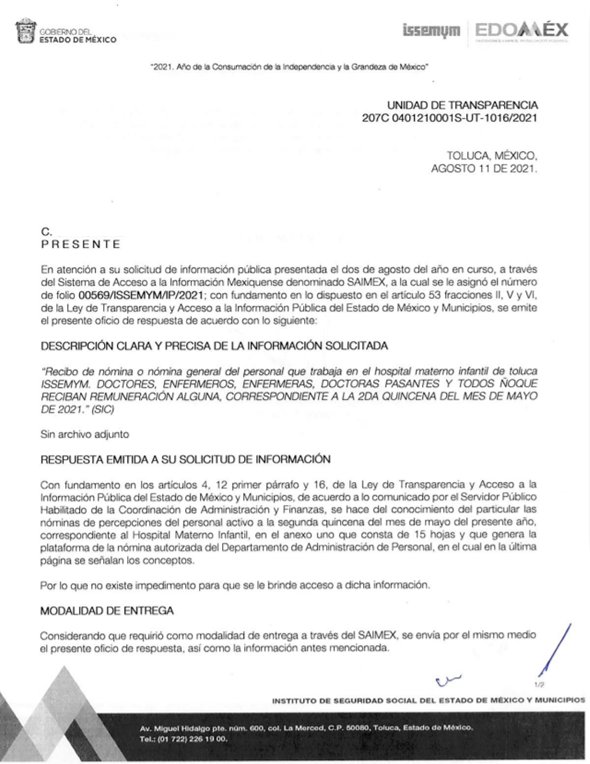 GOBIERNO DEL
ESTADO DE MÉXICO
issemym
EDOMÉX
"2021. Año de la Consumación de la Independencia y la Grandeza de México"
UNIDAD DE TRANSPARENCIA
207C 0401210001S-UT-1016/2021
TOLUCA, MÉXICO,
AGOSTO 11 DE 2021.
C.
P R E S E N T E
En atención a su solicitud de información pública presentada el dos de agosto del año en curso, a través
del Sistema de Acceso a la Información Mexiquense denominado SAIMEX, a la cual se le asignó el número
de folio 00569/ISSEMYM/IP/2021; con fundamento en lo dispuesto en el artículo 53 fracciones II, V y VI,
de la Ley de Transparencia y Acceso a la Información Pública del Estado de México y Municipios, se emite
el presente oficio de respuesta de acuerdo con lo siguiente:
DESCRIPCIÓN CLARA Y PRECISA DE LA INFORMACIÓN SOLICITADA
"Recibo de nómina o nómina general del personal que trabaja en el hospital materno infantil de toluca
ISSEMYM. DOCTORES, ENFERMEROS, ENFERMERAS, DOCTORAS PASANTES Y TODOS ÑOQUE
RECIBAN REMUNERACIÓN ALGUNA, CORRESPONDIENTE A LA 2DA QUINCENA DEL MES DE MAYO
DE 2021." (SIC)
Sin archivo adjunto
RESPUESTA EMITIDA A SU SOLICITUD DE INFORMACIÓN
Con fundamento en los artículos 4, 12 primer párrafo y 16, de la Ley de Transparencia y Acceso a la
Información Pública del Estado de México y Municipios, de acuerdo a lo comunicado por el Servidor Público
Habilitado de la Coordinación de Administración y Finanzas, se hace del conocimiento del particular las
nóminas de percepciones del personal activo a la segunda quincena del mes de mayo del presente año,
correspondiente al Hospital Materno Infantil, en el anexo uno que consta de 15 hojas y que genera la
plataforma de la nómina autorizada del Departamento de Administración de Personal, en el cual en la última
página se señalan los conceptos.
Por lo que no existe impedimento para que se le brinde acceso a dicha información.
MODALIDAD DE ENTREGA
Considerando que requirió como modalidad de entrega a través del SAIMEX, se envía por el mismo medio
el presente oficio de respuesta, así como la información antes mencionada.
1/2
INSTITUTO DE SEGURIDAD SOCIAL DEL ESTADO DE MÉXICO Y MUNICIPIOS
Av. Miguel Hidalgo pte. núm. 600, col. La Merced, C.P. 50080, Toluca, Estado de México.
Tel.: (01 722) 226 19 00.